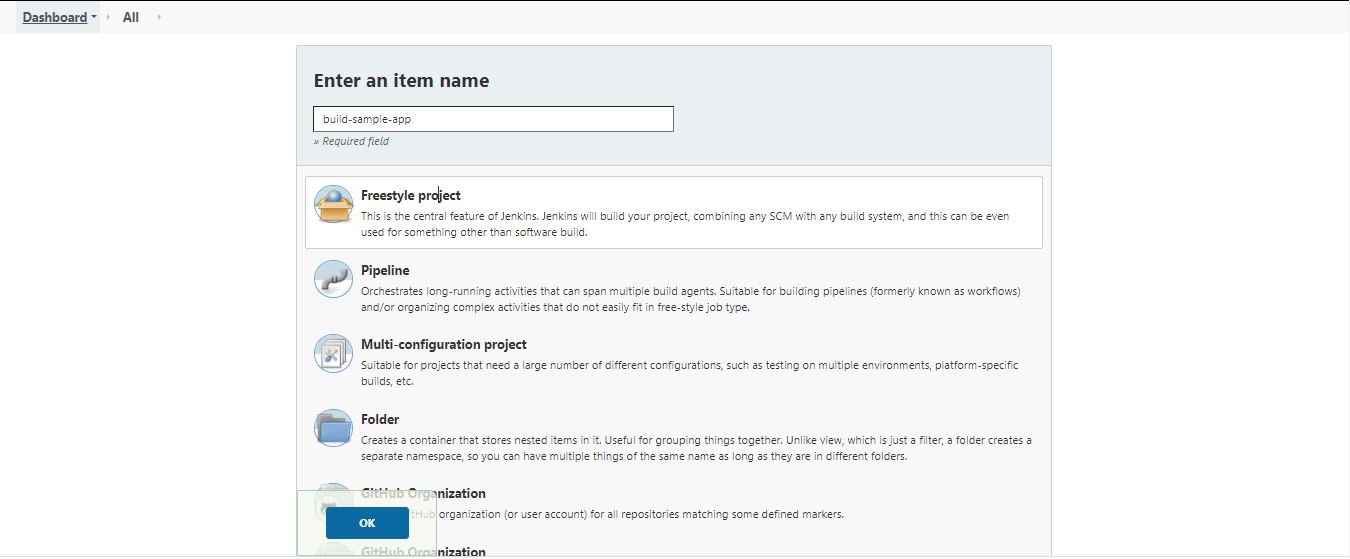 Dashboard All
Enter an item name
build-sample-app
» Required field
Freestyle project
This is the central feature of Jenkins. Jenkins will build your project, combining any SCM with any build system, and this can be even
used for something other than software build.
Pipeline
Orchestrates long-running activities that can span multiple build agents. Suitable for building pipelines (formerly known as workflows)
and/or organizing complex activities that do not easily fit in free-style job type.
Multi-configuration project
Suitable for projects that need a large number of different configurations, such as testing on multiple environments, platform-specific
builds, etc.
Folder
Creates a container that stores nested items in it. Useful for grouping things together. Unlike view, which is just a filter, a folder creates a
separate namespace, so you can have multiple things of the same name as long as they are in different folders.
GitHub Organization
organization (or user account) for all repositories matching some defined markers.
OK
GitHub Organization